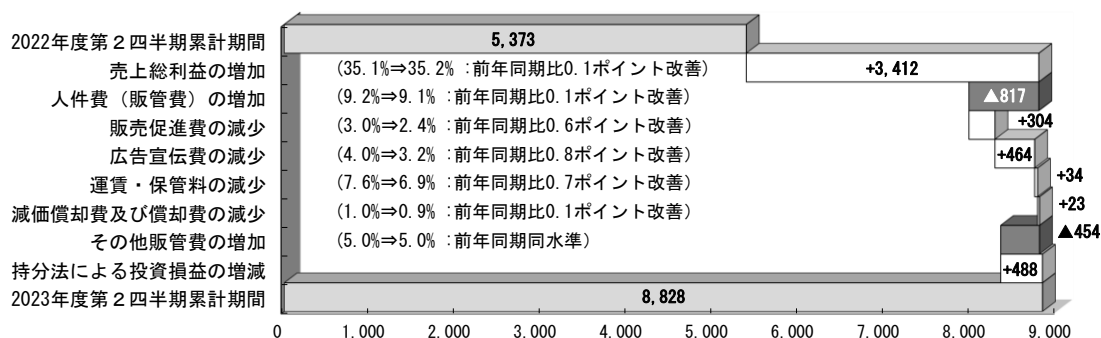 2022年度第２四半期累計期間 5,373
売上総利益の増加 (35.1%⇒35.2% :前年同期比0.1ポイント改善) +3,412
人件費（販管費）の増加 (9.2%⇒9.1% :前年同期比0.1ポイント改善) ▲817
販売促進費の減少 (3.0%⇒2.4% :前年同期比0.6ポイント改善) +304
広告宣伝費の減少 (4.0%⇒3.2% :前年同期比0.8ポイント改善) +464
運賃・保管料の減少 (7.6%⇒6.9% :前年同期比0.7ポイント改善) +34
減価償却費及び償却費の減少 (1.0%⇒0.9% :前年同期比0.1ポイント改善) +23
その他販管費の増加 (5.0%⇒5.0% :前年同期同水準) ▲454
持分法による投資損益の増減 +488
2023年度第２四半期累計期間 8,828
0 1,000 2,000 3,000 4,000 5,000 6,000 7,000 8,000 9,000